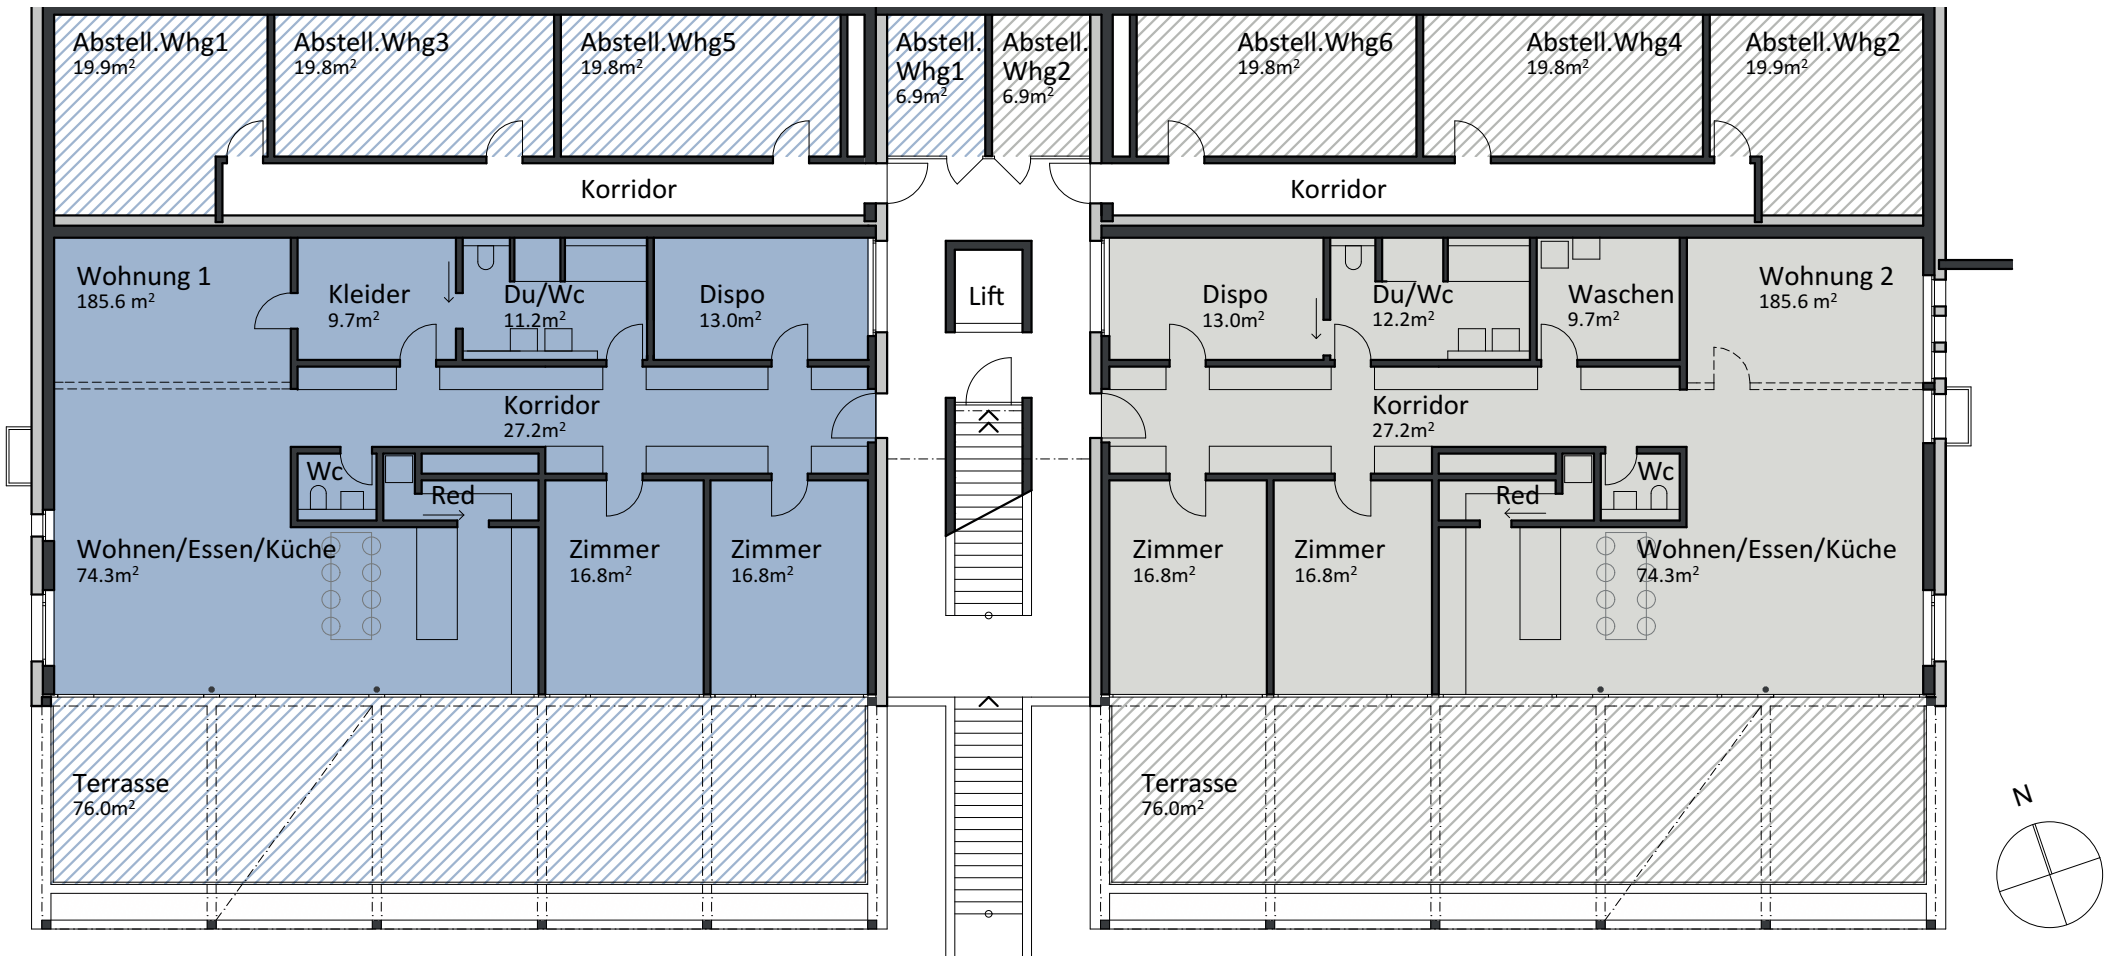 Abstell.Whg1
19.9m²
Abstell.Whg3
19.8m²
Abstell.Whg5
19.8m²
Abstell.
Whg1
6.9m²
Abstell.
Whg2
6.9m²
Abstell.Whg6
19.8m²
Abstell.Whg4
19.8m²
Abstell.Whg2
19.9m²
Korridor
Korridor
Wohnung 1
185.6 m²
Kleider
9.7m²
Du/Wc
11.2m²
Dispo
13.0m²
Lift
Dispo
13.0m²
Du/Wc
12.2m²
Waschen
9.7m²
Wohnung 2
185.6 m²
Korridor
27.2m²
Korridor
27.2m²
Wc
Red
Red
Wc
Wohnen/Essen/Küche
74.3m²
Zimmer
16.8m²
Zimmer
16.8m²
Zimmer
16.8m²
Zimmer
16.8m²
Wohnen/Essen/Küche
74.3m²
Terrasse
76.0m²
Terrasse
76.0m²
N